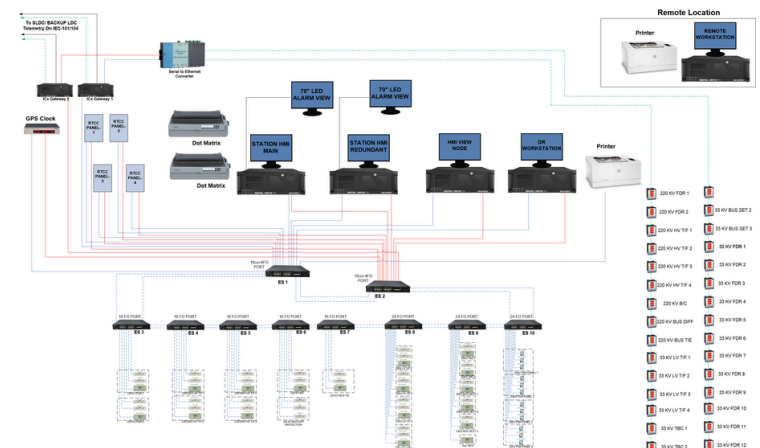 Remote Location
To SLDC/ BACKUP LDC
Telemetry On IEC-101/104
Printer
REMOTE
WORKSTATION
Serial to Ethernet
Converter
ICx Gateway 2
ICx Gateway 1
70" LED
ALARM VIEW
70" LED
ALARM VIEW
GPS Clock
RTCC
PANEL-
1
RTCC
PANEL-
2
Dot Matrix
STATION HMI
MAIN
STATION HMI
REDUNDANT
HMI VIEW
NODE
DR
WORKSTATION
Printer
RTCC
PANEL-
3
RTCC
PANEL-
4
Dot Matrix
PORT
ES 1
PORT
ES 2
16 FO PORT
16 FO PORT
16 FO PORT
16 FO PORT
16 FO PORT
24 FO PORT
24 FO PORT
24 FO PORT
ES 3
ES 4
ES 5
ES 6
ES 7
ES 8
ES 9
ES 10
220 KV FDR 1
220 KV FDR 2
220 KV HV T/F 1
220 KV HV T/F 2
220 KV HV T/F 3
220 KV HV T/F 4
220 KV B/C
220 KV BUS DIFF
220 KV BUS TIE
33 KV LV T/F 1
33 KV LV T/F 2
33 KV LV T/F 3
33 KV LV T/F 4
33 KV TBC 1
33 KV TBC 2
33 KV BUS SET 2
33 KV BUS SET 3
33 KV FDR 1
33 KV FDR 2
33 KV FDR 3
33 KV FDR 4
33 KV FDR 5
33 KV FDR 6
33 KV FDR 7
33 KV FDR 8
33 KV FDR 9
33 KV FDR 10
33 KV FDR 11
33 KV FDR 12